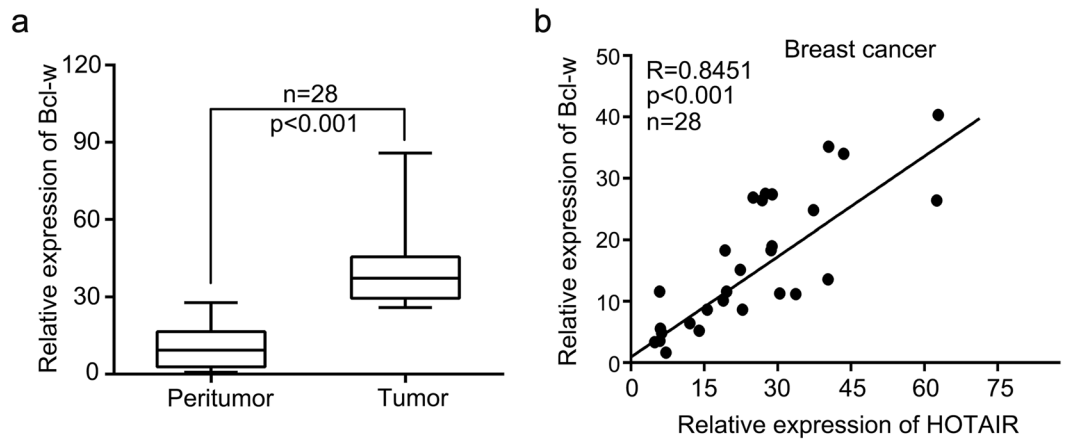 a
Relative expression of Bcl-w
120
90
60
30
0
n=28
p<0.001
Peritumor
Tumor
b
Relative expression of Bcl-w
50
40
30
20
10
0
Breast cancer
R=0.8451
p<0.001
n=28
0
15
30
45
60
75
Relative expression of HOTAIR